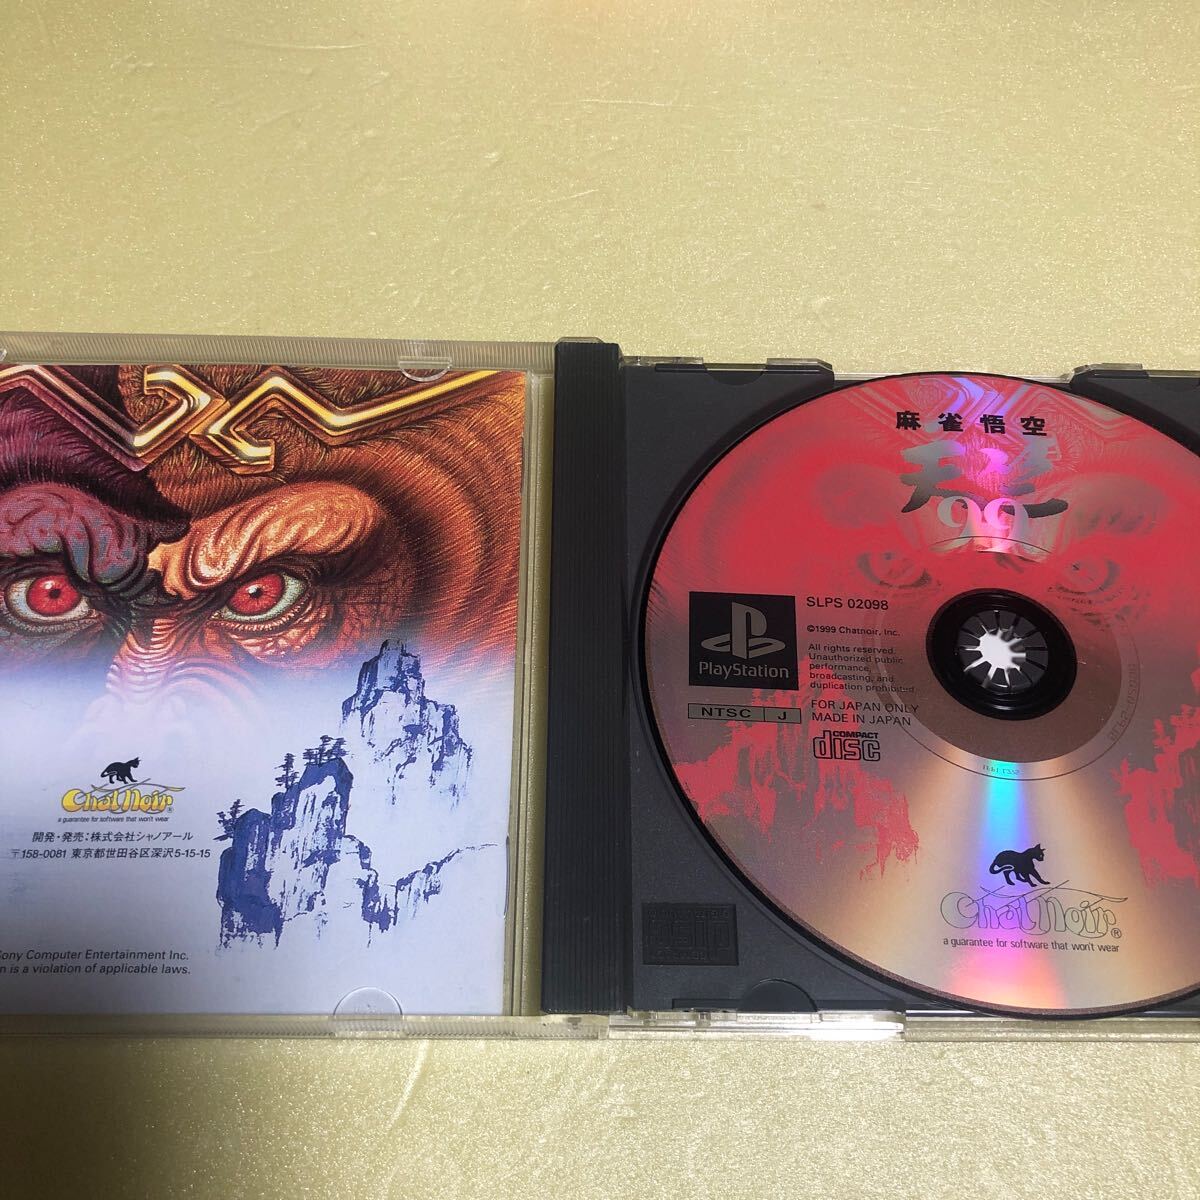 Chat Noir®
a guarantee for software that won't wear
開発・発売：株式会社シャノアール
〒158-0081 東京都世田谷区深沢5-15-15
Sony Computer Entertainment Inc.
n is a violation of applicable laws.
麻雀悟空
天竺
99
SLPS 02098
©1999 Chatnoir, Inc.
All rights reserved.
Unauthorized public
performance,
broadcasting, and
duplication prohibited
PlayStation
NTSC J
FOR JAPAN ONLY
MADE IN JAPAN
COMPACT
disc
Chat Noir®
a guarantee for software that won't wear